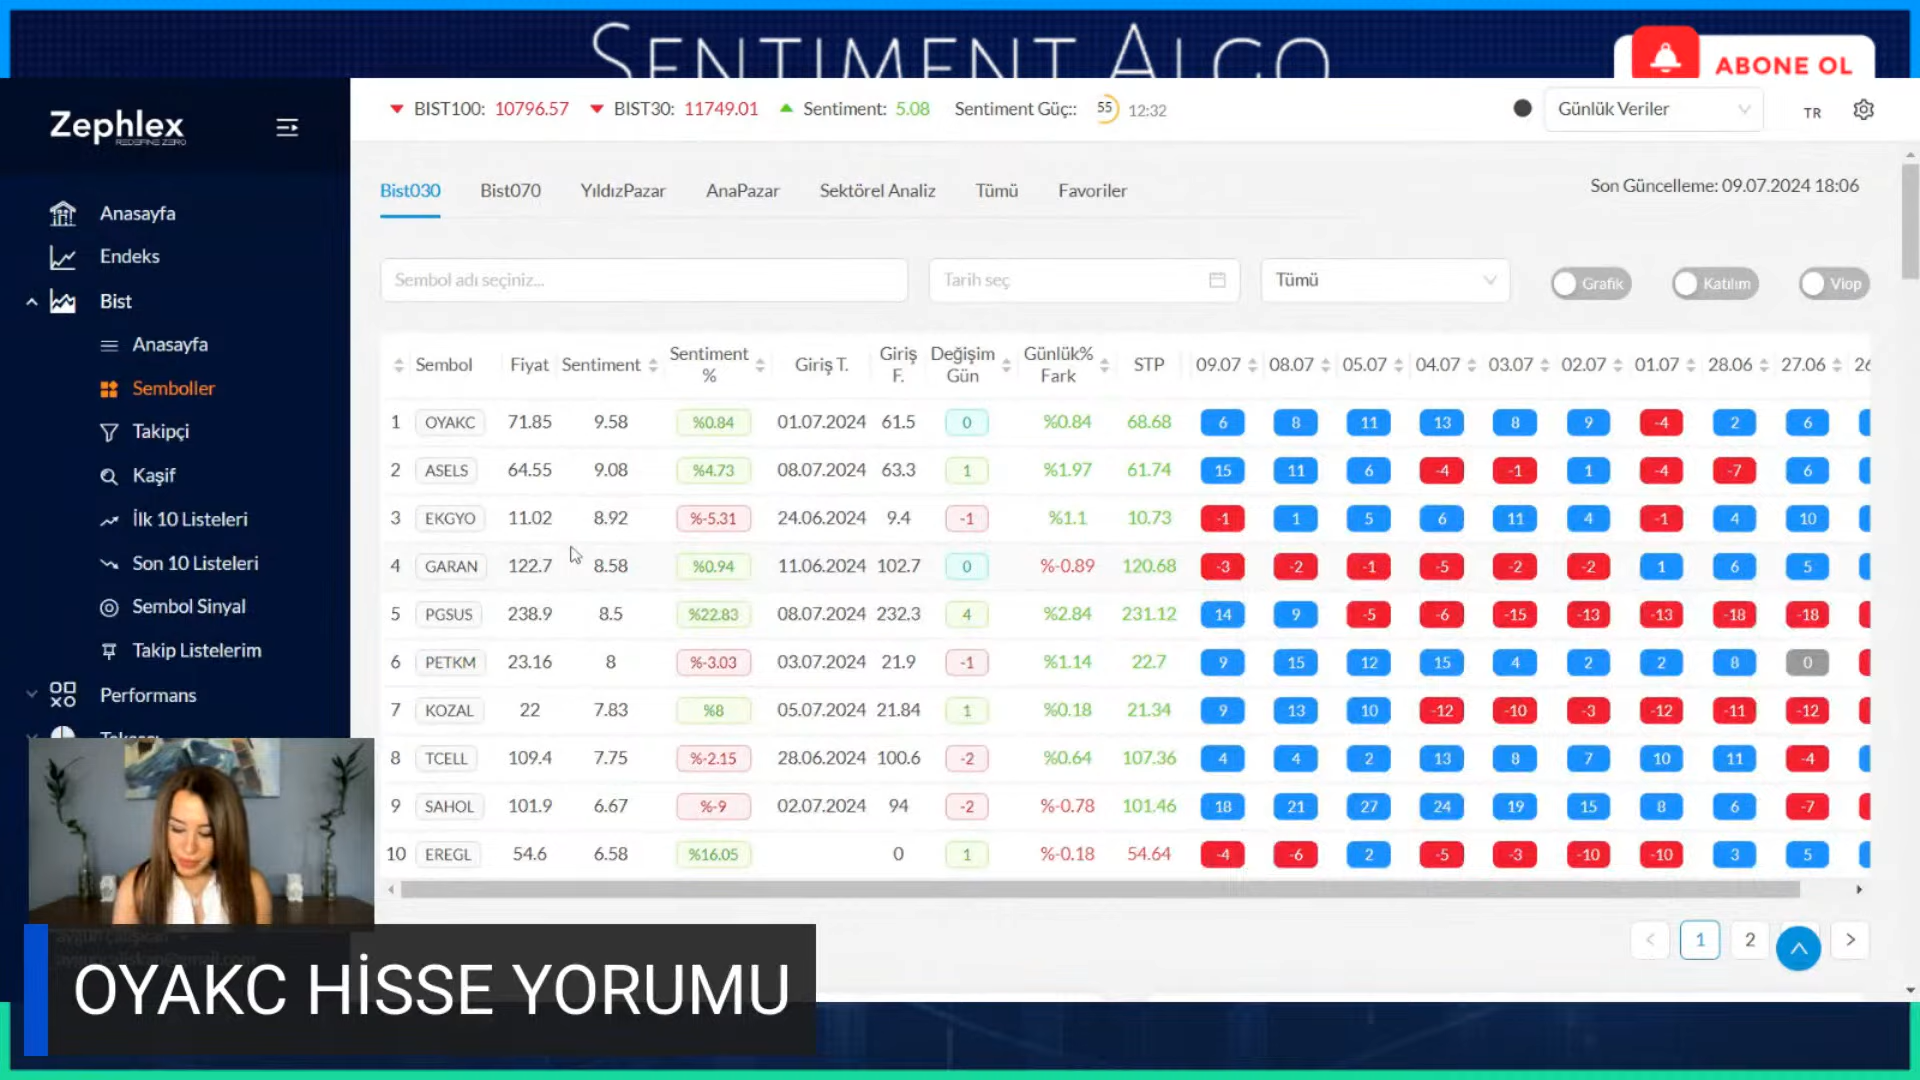 SENTIMENT ALGO
ABONE OL
Zephlex
REDEFINE ZERO
BIST100: 10796.57 BIST30: 11749.01 Sentiment: 5.08 Sentiment Güç:: 55 12:32
Günlük Veriler
TR
Bist030 Bist070 YıldızPazar AnaPazar Sektörel Analiz Tümü Favoriler
Son Güncelleme: 09.07.2024 18:06
Anasayfa
Endeks
Bist
Anasayfa
Semboller
Takipçi
Kaşif
İlk 10 Listeleri
Son 10 Listeleri
Sembol Sinyal
Takip Listelerim
Performans
Sembol adı seçiniz...
Tarih seç
Tümü
Grafik
Katılım
Viop
Sembol Fiyat Sentiment Sentiment % Giriş T. Giriş F. Değişim Gün Günlük% Fark STP 09.07 08.07 05.07 04.07 03.07 02.07 01.07 28.06 27.06 26
1 OYAKC 71.85 9.58 %0.84 01.07.2024 61.5 0 %0.84 68.68 6 8 11 13 8 9 -4 2 6
2 ASELS 64.55 9.08 %4.73 08.07.2024 63.3 1 %1.97 61.74 15 11 6 -4 -1 1 -4 -7 6
3 EKGYO 11.02 8.92 %-5.31 24.06.2024 9.4 -1 %1.1 10.73 -1 1 5 6 11 4 -1 4 10
4 GARAN 122.7 8.58 %0.94 11.06.2024 102.7 0 %-0.89 120.68 -3 -2 -1 -5 -2 -2 1 6 5
5 PGSUS 238.9 8.5 %22.83 08.07.2024 232.3 4 %2.84 231.12 14 9 -5 -6 -15 -13 -13 -18 -18
6 PETKM 23.16 8 %-3.03 03.07.2024 21.9 -1 %1.14 22.7 9 15 12 15 4 2 2 8 0
7 KOZAL 22 7.83 %8 05.07.2024 21.84 1 %0.18 21.34 9 13 10 -12 -10 -3 -12 -11 -12
8 TCELL 109.4 7.75 %-2.15 28.06.2024 100.6 -2 %0.64 107.36 4 4 2 13 8 7 10 11 -4
9 SAHOL 101.9 6.67 %-9 02.07.2024 94 -2 %-0.78 101.46 18 21 27 24 19 15 8 6 -7
10 EREGL 54.6 6.58 %16.05 0 1 %-0.18 54.64 -4 -6 2 -5 -3 -10 -10 3 5
1 2
OYAKC HİSSE YORUMU